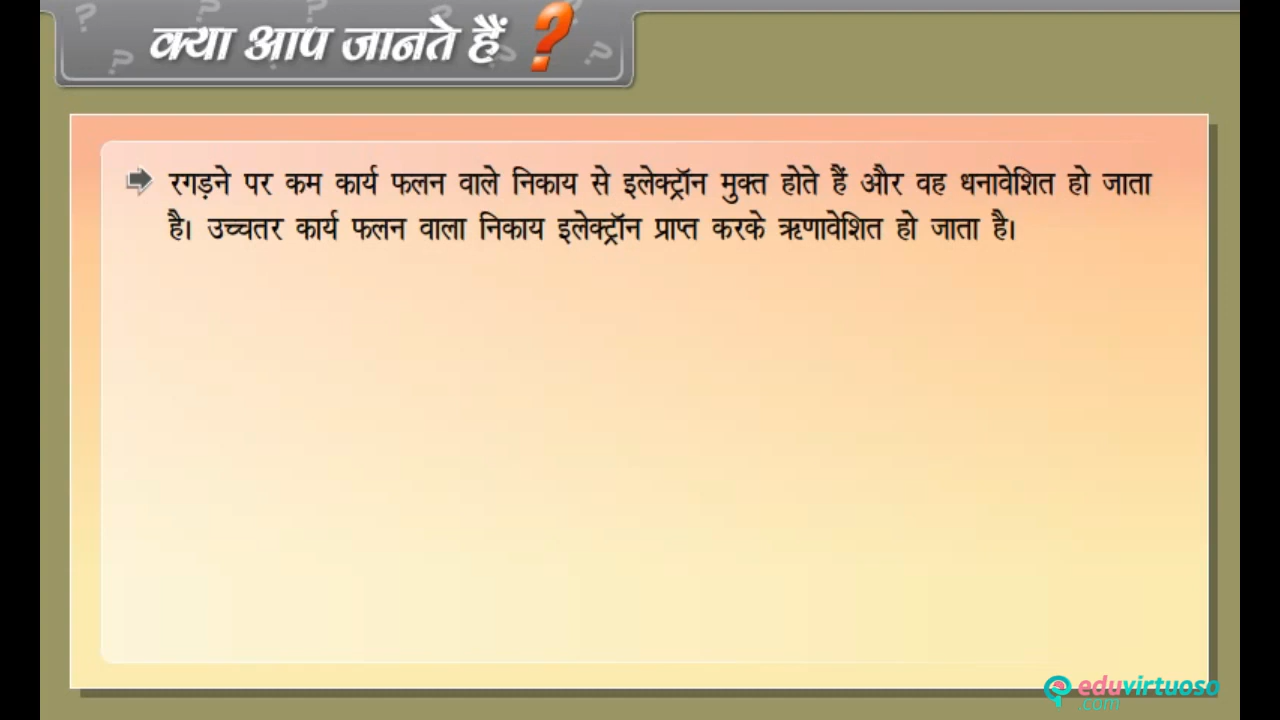 क्या आप जानते हैं ?
रगड़ने पर कम कार्य फलन वाले निकाय से इलेक्ट्रॉन मुक्त होते हैं और वह धनावेशित हो जाता
है। उच्चतर कार्य फलन वाला निकाय इलेक्ट्रॉन प्राप्त करके ऋणावेशित हो जाता है।
eduvirtuoso
.com